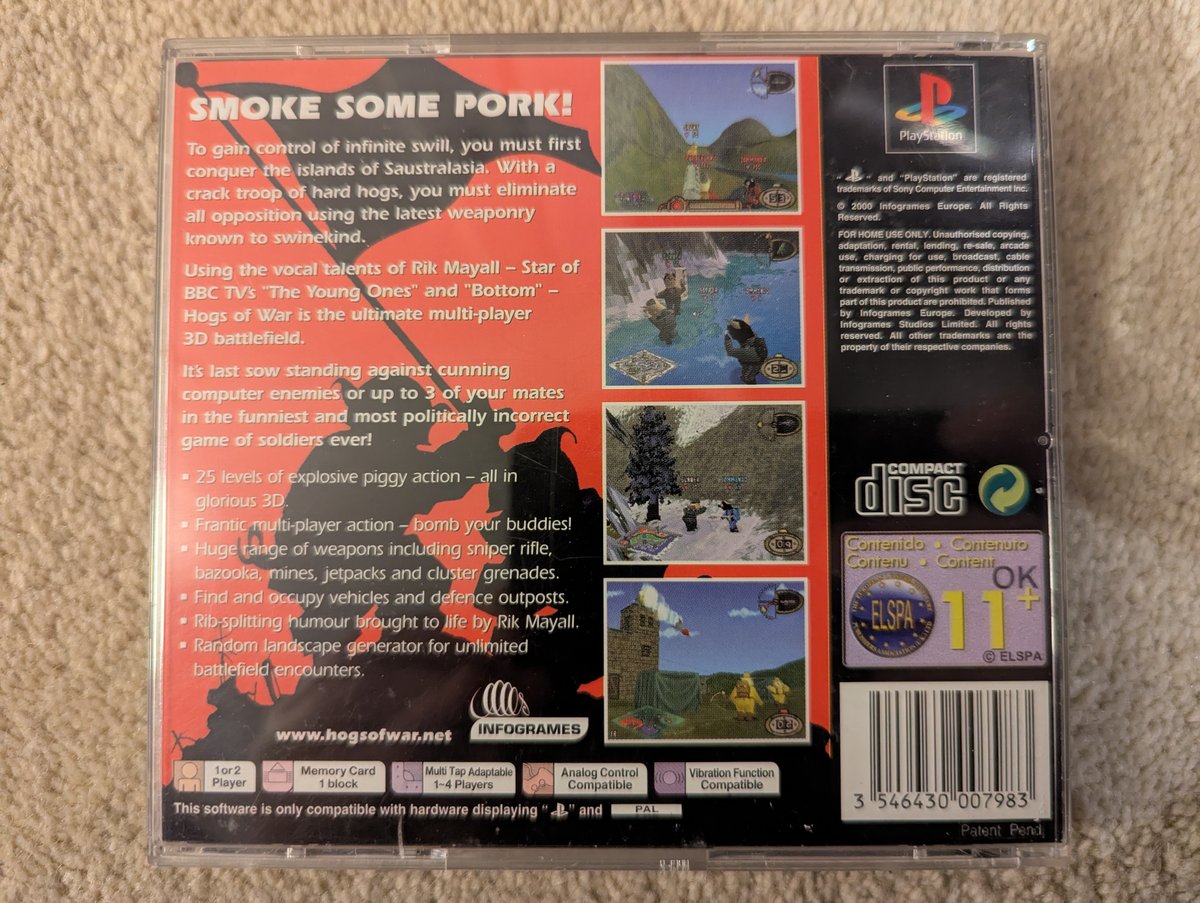 SMOKE SOME PORK!
To gain control of infinite swill, you must first
conquer the islands of Saustralasia. With a
crack troop of hard hogs, you must eliminate
all opposition using the latest weaponry
known to swinekind.
Using the vocal talents of Rik Mayall – Star of
BBC TV's "The Young Ones" and "Bottom" –
Hogs of War is the ultimate multi-player
3D battlefield.
It's last sow standing against cunning
computer enemies or up to 3 of your mates
in the funniest and most politically incorrect
game of soldiers ever!
▪ 25 levels of explosive piggy action – all in
glorious 3D.
▪ Frantic multi-player action – bomb your buddies!
▪ Huge range of weapons including sniper rifle,
bazooka, mines, jetpacks and cluster grenades.
▪ Find and occupy vehicles and defence outposts.
▪ Rib-splitting humour brought to life by Rik Mayall.
▪ Random landscape generator for unlimited
battlefield encounters.
www.hogsofwar.net
INFOGRAMES
1 or 2
Player
Memory Card
1 block
Multi Tap Adaptable
1~4 Players
Analog Control
Compatible
Vibration Function
Compatible
This software is only compatible with hardware displaying " " and PAL
PlayStation
" " and "PlayStation" are registered
trademarks of Sony Computer Entertainment Inc.
© 2000 Infogrames Europe. All Rights
Reserved.
FOR HOME USE ONLY. Unauthorised copying,
adaptation, rental, lending, re-sale, arcade
use, charging for use, broadcast, cable
transmission, public performance, distribution
or extraction of this product or any
trademark or copyright work that forms
part of this product are prohibited. Published
by Infogrames Europe. Developed by
Infogrames Studios Limited. All rights
reserved. All other trademarks are the
property of their respective companies.
COMPACT
disc
Contenido • Contenuto
Contenu • Content
OK
ELSPA
11+
© ELSPA
3 546430 007983
Patent Pend.